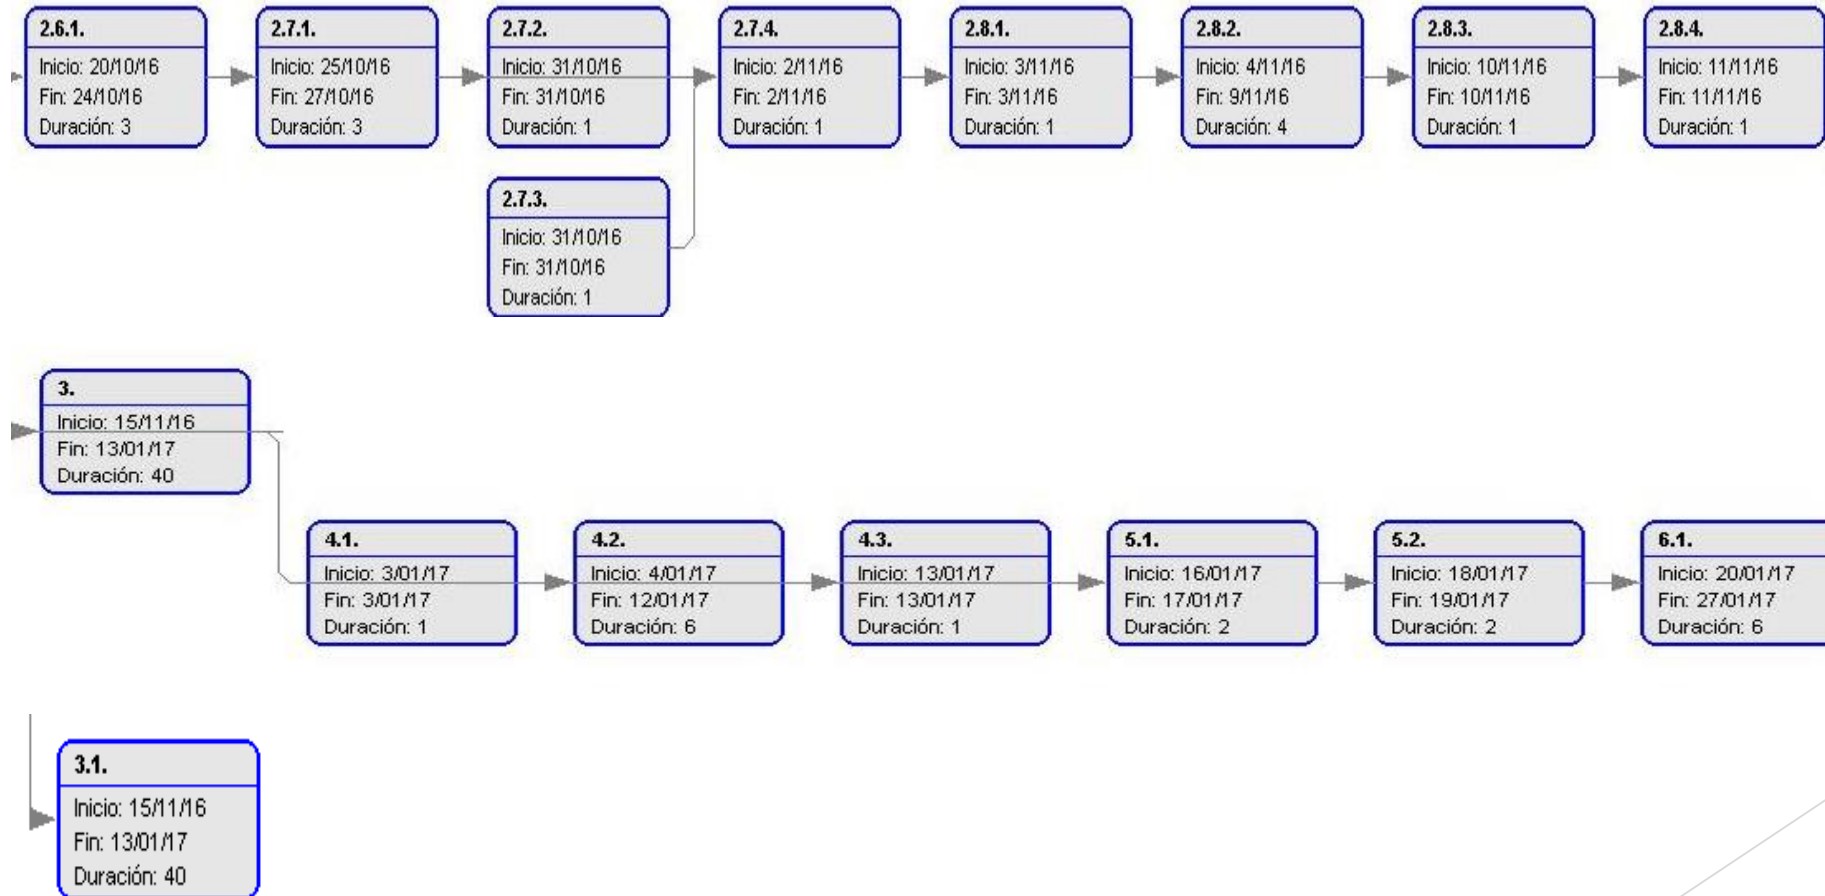 2.6.1.
Inicio: 20/10/16
Fin: 24/10/16
Duración: 3
2.7.1.
Inicio: 25/10/16
Fin: 27/10/16
Duración: 3
2.7.2.
Inicio: 31/10/16
Fin: 31/10/16
Duración: 1
2.7.4.
Inicio: 2/11/16
Fin: 2/11/16
Duración: 1
2.8.1.
Inicio: 3/11/16
Fin: 3/11/16
Duración: 1
2.8.2.
Inicio: 4/11/16
Fin: 9/11/16
Duración: 4
2.8.3.
Inicio: 10/11/16
Fin: 10/11/16
Duración: 1
2.8.4.
Inicio: 11/11/16
Fin: 11/11/16
Duración: 1
2.7.3.
Inicio: 31/10/16
Fin: 31/10/16
Duración: 1
3.
Inicio: 15/11/16
Fin: 13/01/17
Duración: 40
4.1.
Inicio: 3/01/17
Fin: 3/01/17
Duración: 1
4.2.
Inicio: 4/01/17
Fin: 12/01/17
Duración: 6
4.3.
Inicio: 13/01/17
Fin: 13/01/17
Duración: 1
5.1.
Inicio: 16/01/17
Fin: 17/01/17
Duración: 2
5.2.
Inicio: 18/01/17
Fin: 19/01/17
Duración: 2
6.1.
Inicio: 20/01/17
Fin: 27/01/17
Duración: 6
3.1.
Inicio: 15/11/16
Fin: 13/01/17
Duración: 40